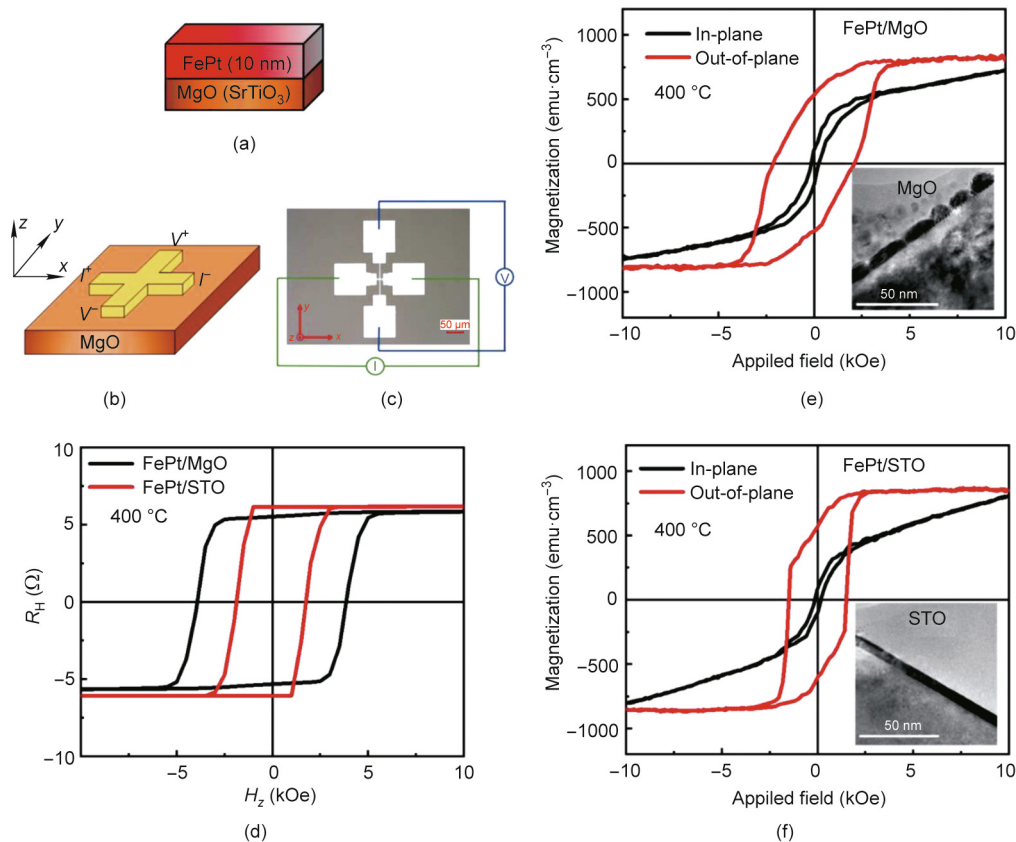 FePt (10 nm)
MgO (SrTiO₃)
(a)
z
y
x
V⁺
I⁺
I⁻
V⁻
MgO
(b)
V
y
z
x
50 μm
I
(c)
10
5
0
−5
−10
R_H (Ω)
FePt/MgO
FePt/STO
400 °C
−5
0
5
10
H_z (kOe)
(d)
1000
500
0
−500
−1000
Magnetization (emu·cm⁻³)
In-plane
Out-of-plane
FePt/MgO
400 °C
MgO
50 nm
−10
−5
0
5
10
Appiled field (kOe)
(e)
1000
500
0
−500
−1000
Magnetization (emu·cm⁻³)
In-plane
Out-of-plane
FePt/STO
400 °C
STO
50 nm
−10
−5
0
5
10
Appiled field (kOe)
(f)